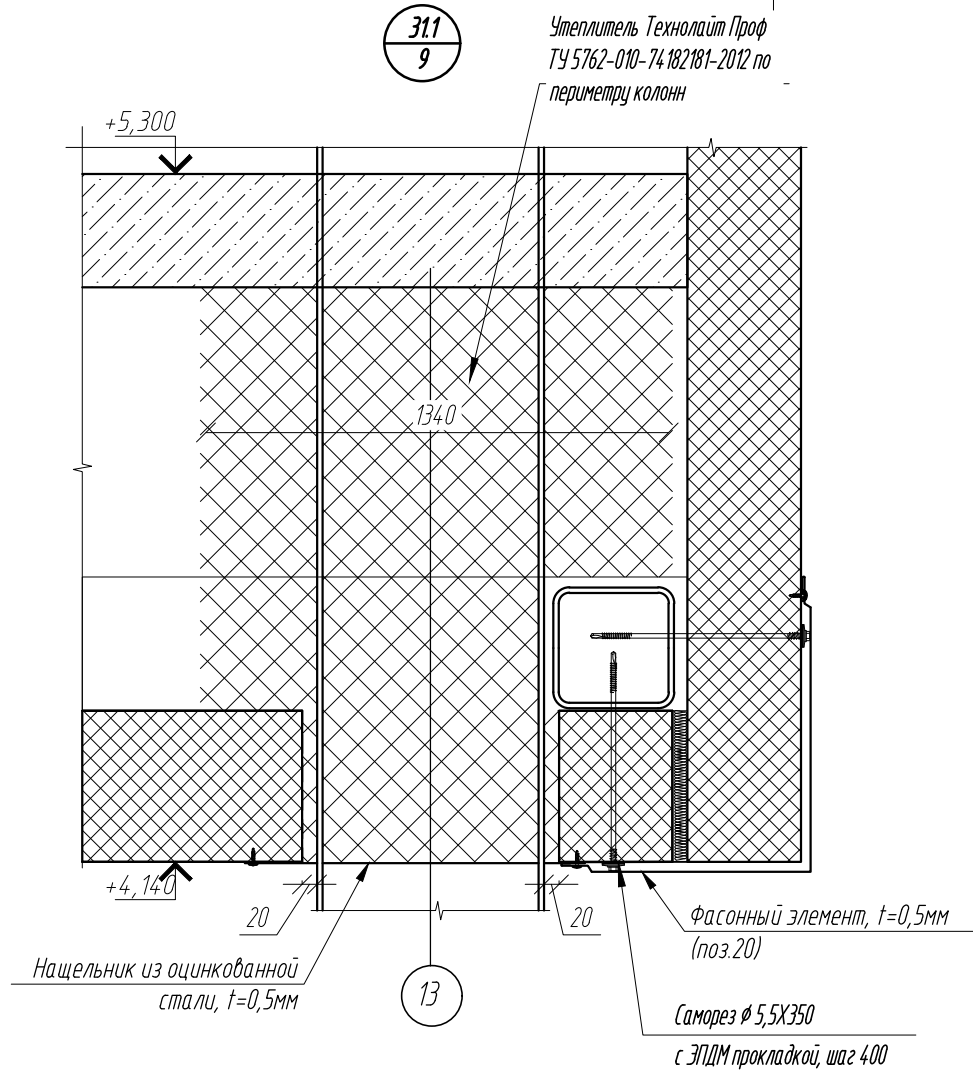 31.1
9
Утеплитель Технолайт Проф
ТУ 5762-010-74182181-2012 по
периметру колонн
+5,300
1340
+4,140
20
20
Фасонный элемент, t=0,5мм
(поз.20)
Нащельник из оцинкованной
стали, t=0,5мм
13
Саморез ϕ 5,5X350
с ЭПДМ прокладкой, шаг 400